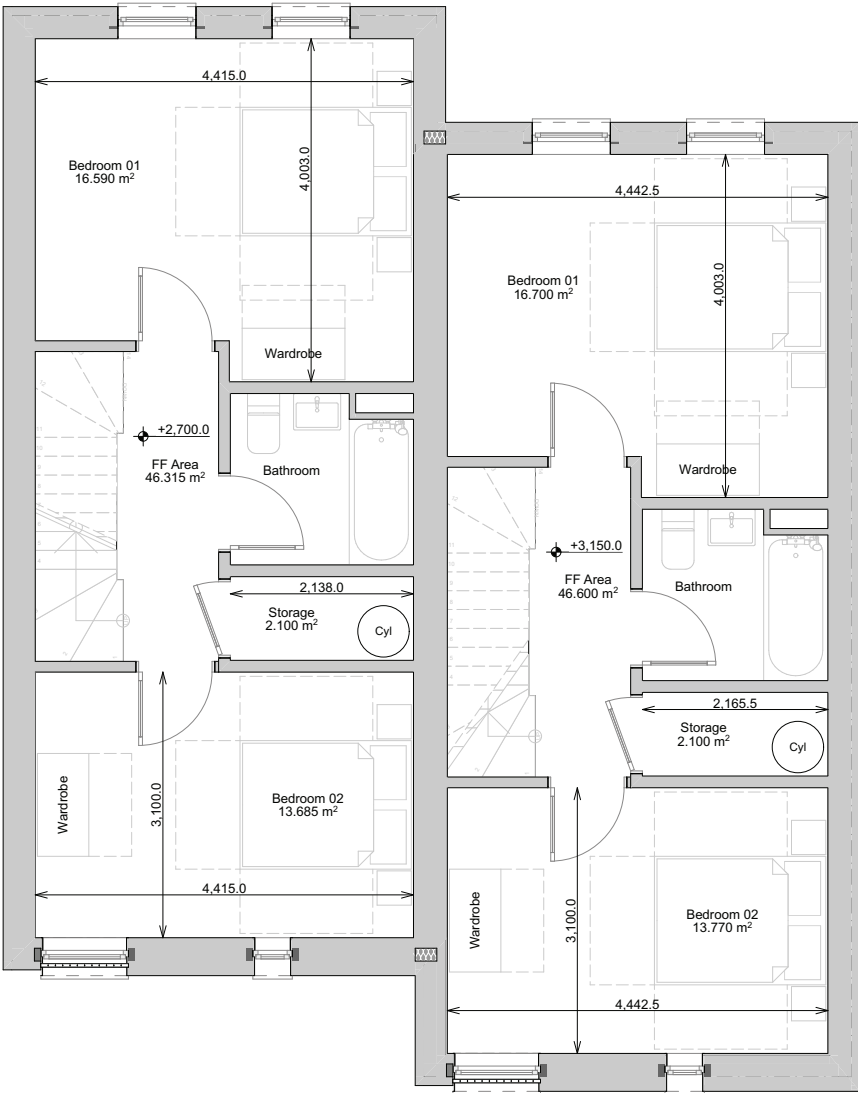 4,415.0
4,003.0
Bedroom 01
16.590 m²
Wardrobe
+2,700.0
FF Area
46.315 m²
Bathroom
2,138.0
Storage
2.100 m²
Cyl
Wardrobe
3,100.0
Bedroom 02
13.685 m²
4,415.0
4,442.5
4,003.0
Bedroom 01
16.700 m²
Wardrobe
+3,150.0
FF Area
46.600 m²
Bathroom
2,165.5
Storage
2.100 m²
Cyl
Wardrobe
3,100.0
Bedroom 02
13.770 m²
4,442.5